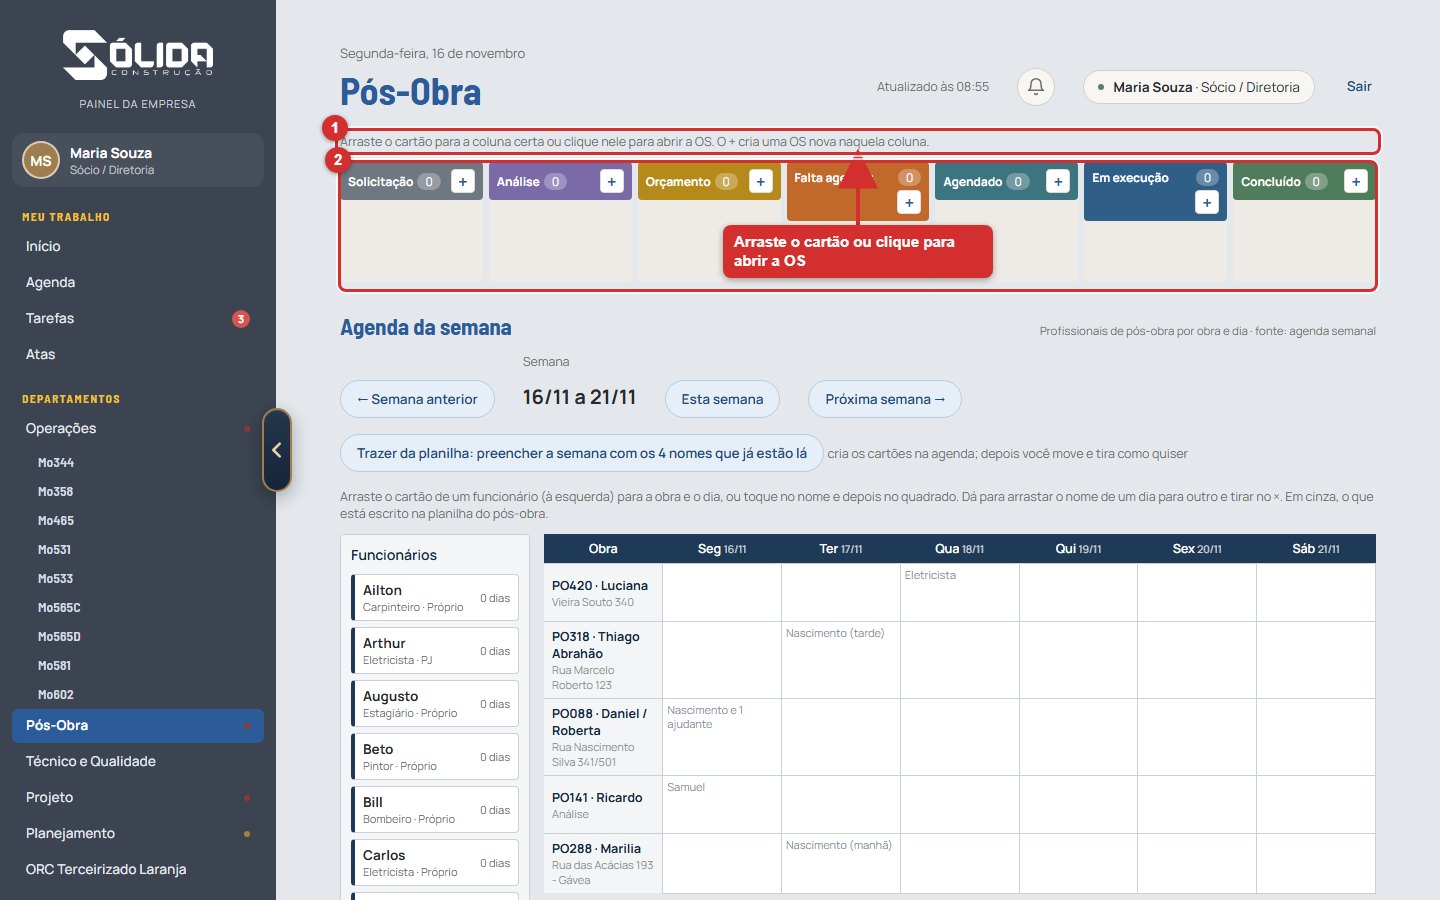 SÓLIDA
CONSTRUÇÃO
PAINEL DA EMPRESA
MS
Maria Souza
Sócio / Diretoria
MEU TRABALHO
Início
Agenda
Tarefas
3
Atas
DEPARTAMENTOS
Operações
Mo344
Mo358
Mo465
Mo531
Mo533
Mo565C
Mo565D
Mo581
Mo602
Pós-Obra
Técnico e Qualidade
Projeto
Planejamento
ORC Terceirizado Laranja
Segunda-feira, 16 de novembro
Pós-Obra
Atualizado às 08:55
Maria Souza · Sócio / Diretoria
Sair
1
Arraste o cartão para a coluna certa ou clique nele para abrir a OS. O + cria uma OS nova naquela coluna.
2
Solicitação 0 +
Análise 0 +
Orçamento 0 +
Falta 0 +
Agendado 0 +
Em execução 0 +
Concluído 0 +
Arraste o cartão ou clique para
abrir a OS
Agenda da semana
Profissionais de pós-obra por obra e dia · fonte: agenda semanal
Semana
← Semana anterior
16/11 a 21/11
Esta semana
Próxima semana →
Trazer da planilha: preencher a semana com os 4 nomes que já estão lá
cria os cartões na agenda; depois você move e tira como quiser
Arraste o cartão de um funcionário (à esquerda) para a obra e o dia, ou toque no nome e depois no quadrado. Dá para arrastar o nome de um dia para outro e tirar no ×. Em cinza, o que
está escrito na planilha do pós-obra.
Funcionários
Ailton
Carpinteiro · Próprio
0 dias
Arthur
Eletricista · PJ
0 dias
Augusto
Estagiário · Próprio
0 dias
Beto
Pintor · Próprio
0 dias
Bill
Bombeiro · Próprio
0 dias
Carlos
Eletricista · Próprio
0 dias
Obra
Seg 16/11
Ter 17/11
Qua 18/11
Qui 19/11
Sex 20/11
Sáb 21/11
PO420 · Luciana
Vieira Souto 340
Eletricista
PO318 · Thiago
Abrahão
Rua Marcelo
Roberto 123
Nascimento (tarde)
PO088 · Daniel /
Roberta
Rua Nascimento
Silva 341/501
Nascimento e 1
ajudante
PO141 · Ricardo
Análise
Samuel
PO288 · Marilia
Rua das Acácias 193
- Gávea
Nascimento (manhã)